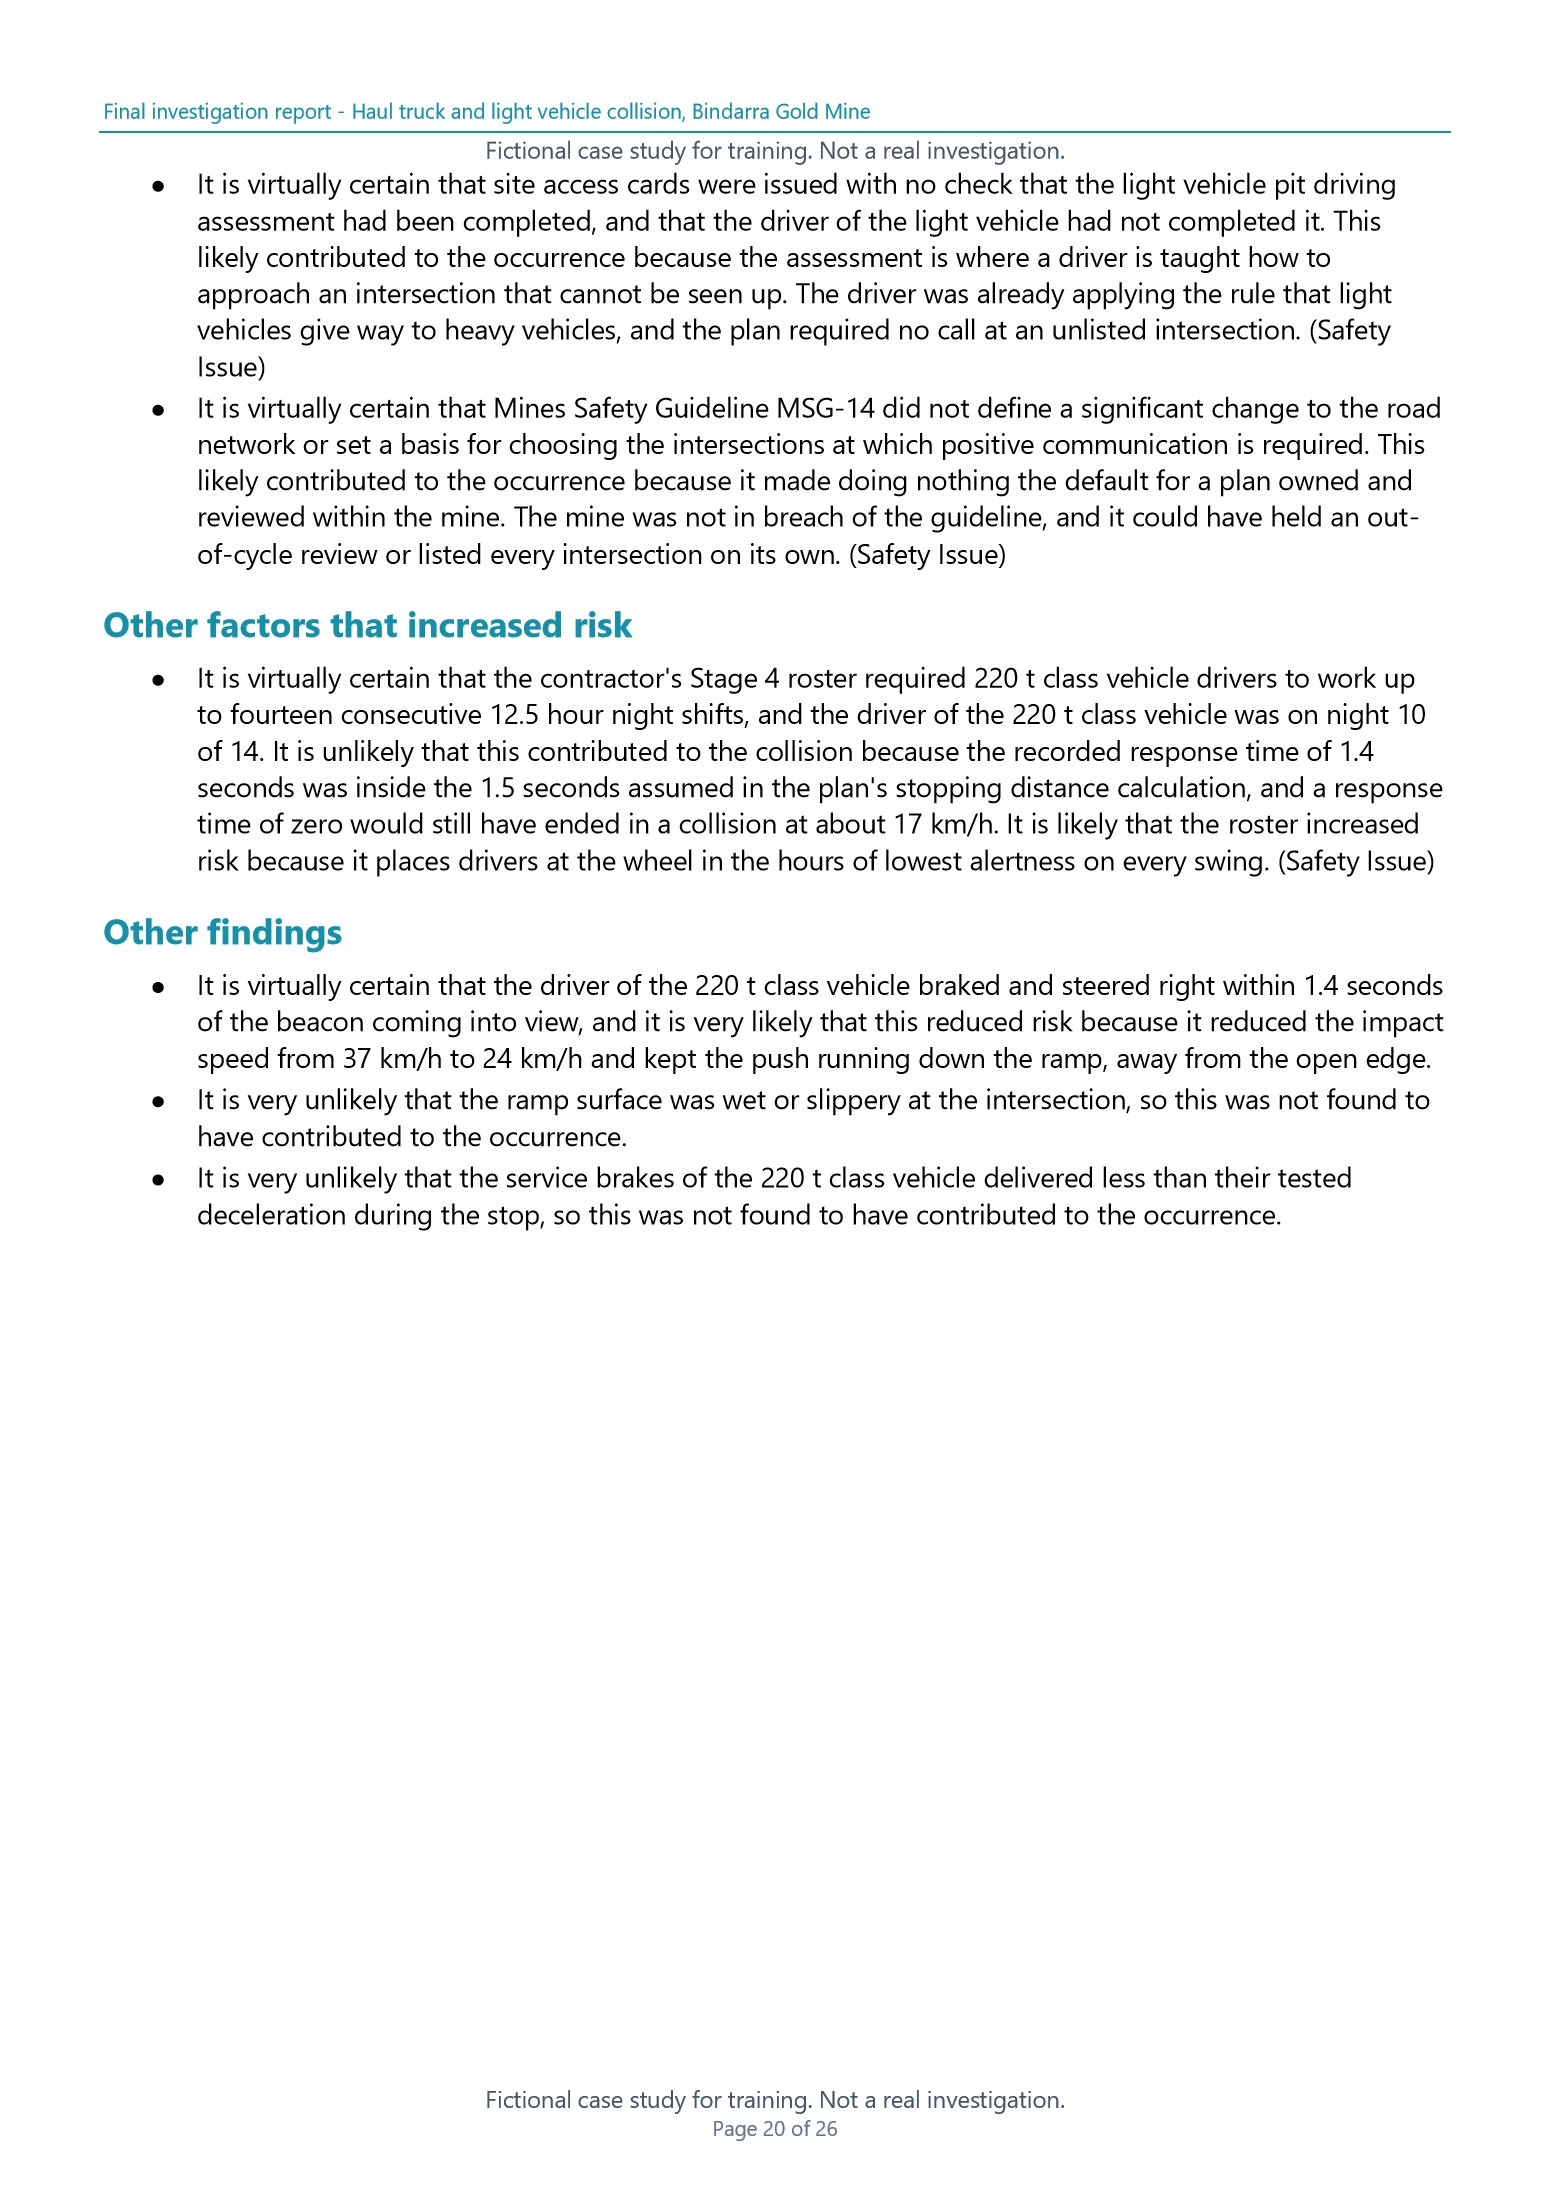 Final investigation report - Haul truck and light vehicle collision, Bindarra Gold Mine
Fictional case study for training. Not a real investigation.
● It is virtually certain that site access cards were issued with no check that the light vehicle pit driving
assessment had been completed, and that the driver of the light vehicle had not completed it. This
likely contributed to the occurrence because the assessment is where a driver is taught how to
approach an intersection that cannot be seen up. The driver was already applying the rule that light
vehicles give way to heavy vehicles, and the plan required no call at an unlisted intersection. (Safety
Issue)
● It is virtually certain that Mines Safety Guideline MSG-14 did not define a significant change to the road
network or set a basis for choosing the intersections at which positive communication is required. This
likely contributed to the occurrence because it made doing nothing the default for a plan owned and
reviewed within the mine. The mine was not in breach of the guideline, and it could have held an out-
of-cycle review or listed every intersection on its own. (Safety Issue)
Other factors that increased risk
● It is virtually certain that the contractor's Stage 4 roster required 220 t class vehicle drivers to work up
to fourteen consecutive 12.5 hour night shifts, and the driver of the 220 t class vehicle was on night 10
of 14. It is unlikely that this contributed to the collision because the recorded response time of 1.4
seconds was inside the 1.5 seconds assumed in the plan's stopping distance calculation, and a response
time of zero would still have ended in a collision at about 17 km/h. It is likely that the roster increased
risk because it places drivers at the wheel in the hours of lowest alertness on every swing. (Safety Issue)
Other findings
● It is virtually certain that the driver of the 220 t class vehicle braked and steered right within 1.4 seconds
of the beacon coming into view, and it is very likely that this reduced risk because it reduced the impact
speed from 37 km/h to 24 km/h and kept the push running down the ramp, away from the open edge.
● It is very unlikely that the ramp surface was wet or slippery at the intersection, so this was not found to
have contributed to the occurrence.
● It is very unlikely that the service brakes of the 220 t class vehicle delivered less than their tested
deceleration during the stop, so this was not found to have contributed to the occurrence.
Fictional case study for training. Not a real investigation.
Page 20 of 26